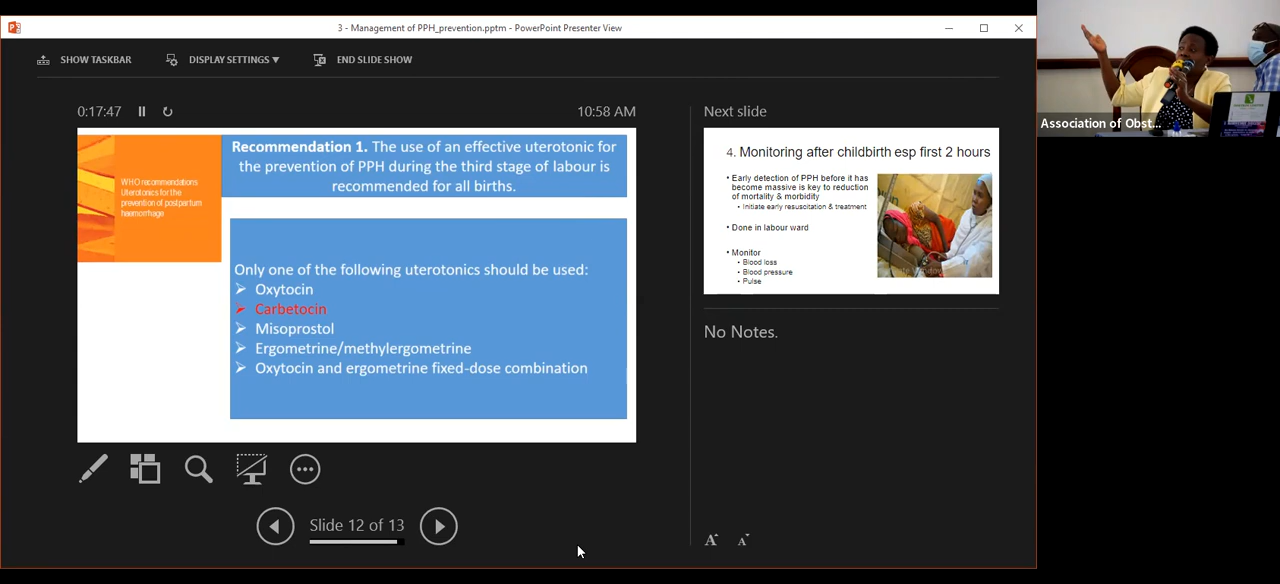 3 - Management of PPH_prevention.pptm - PowerPoint Presenter View
SHOW TASKBAR
DISPLAY SETTINGS ▼
END SLIDE SHOW
0:17:47
10:58 AM
WHO recommendations
Uterotonics for the
prevention of postpartum
haemorrhage
Recommendation 1. The use of an effective uterotonic for
the prevention of PPH during the third stage of labour is
recommended for all births.
Only one of the following uterotonics should be used:
➢ Oxytocin
➢ Carbetocin
➢ Misoprostol
➢ Ergometrine/methylergometrine
➢ Oxytocin and ergometrine fixed-dose combination
Slide 12 of 13
Next slide
4. Monitoring after childbirth esp first 2 hours
• Early detection of PPH before it has
become massive is key to reduction
of mortality & morbidity
• Initiate early resuscitation & treatment
• Done in labour ward
• Monitor
• Blood loss
• Blood pressure
• Pulse
No Notes.
A
A
Association of Obst...